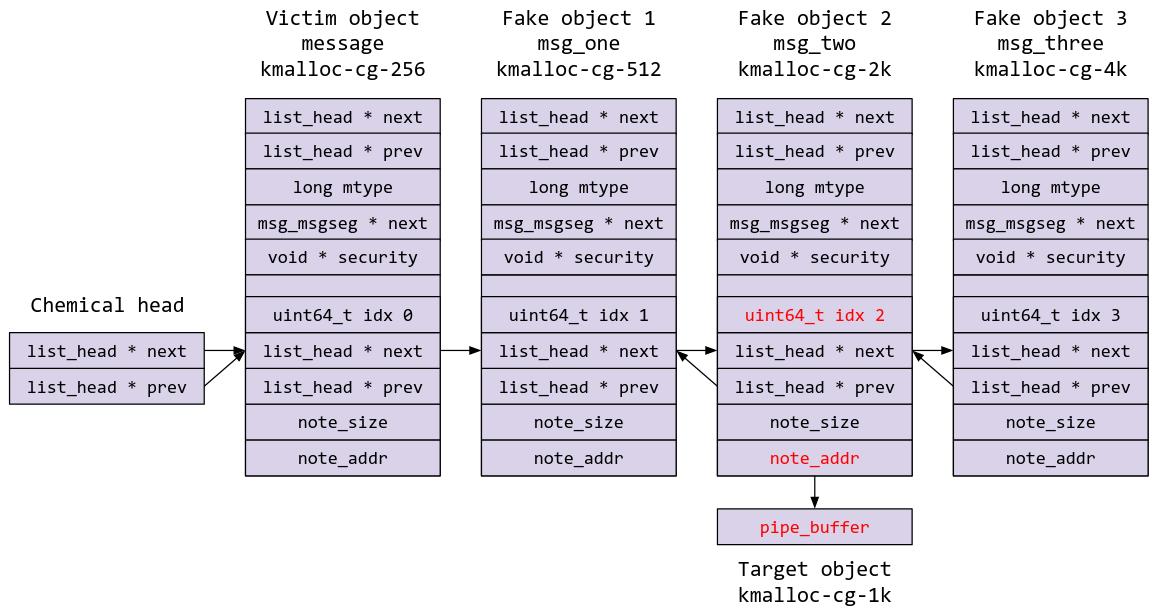 Victim object
message
kmalloc-cg-256
list_head * next
list_head * prev
long mtype
msg_msgseg * next
void * security
uint64_t idx 0
list_head * next
list_head * prev
note_size
note_addr
Fake object 1
msg_one
kmalloc-cg-512
list_head * next
list_head * prev
long mtype
msg_msgseg * next
void * security
uint64_t idx 1
list_head * next
list_head * prev
note_size
note_addr
Fake object 2
msg_two
kmalloc-cg-2k
list_head * next
list_head * prev
long mtype
msg_msgseg * next
void * security
uint64_t idx 2
list_head * next
list_head * prev
note_size
note_addr
pipe_buffer
Target object
kmalloc-cg-1k
Fake object 3
msg_three
kmalloc-cg-4k
list_head * next
list_head * prev
long mtype
msg_msgseg * next
void * security
uint64_t idx 3
list_head * next
list_head * prev
note_size
note_addr
Chemical head
list_head * next
list_head * prev